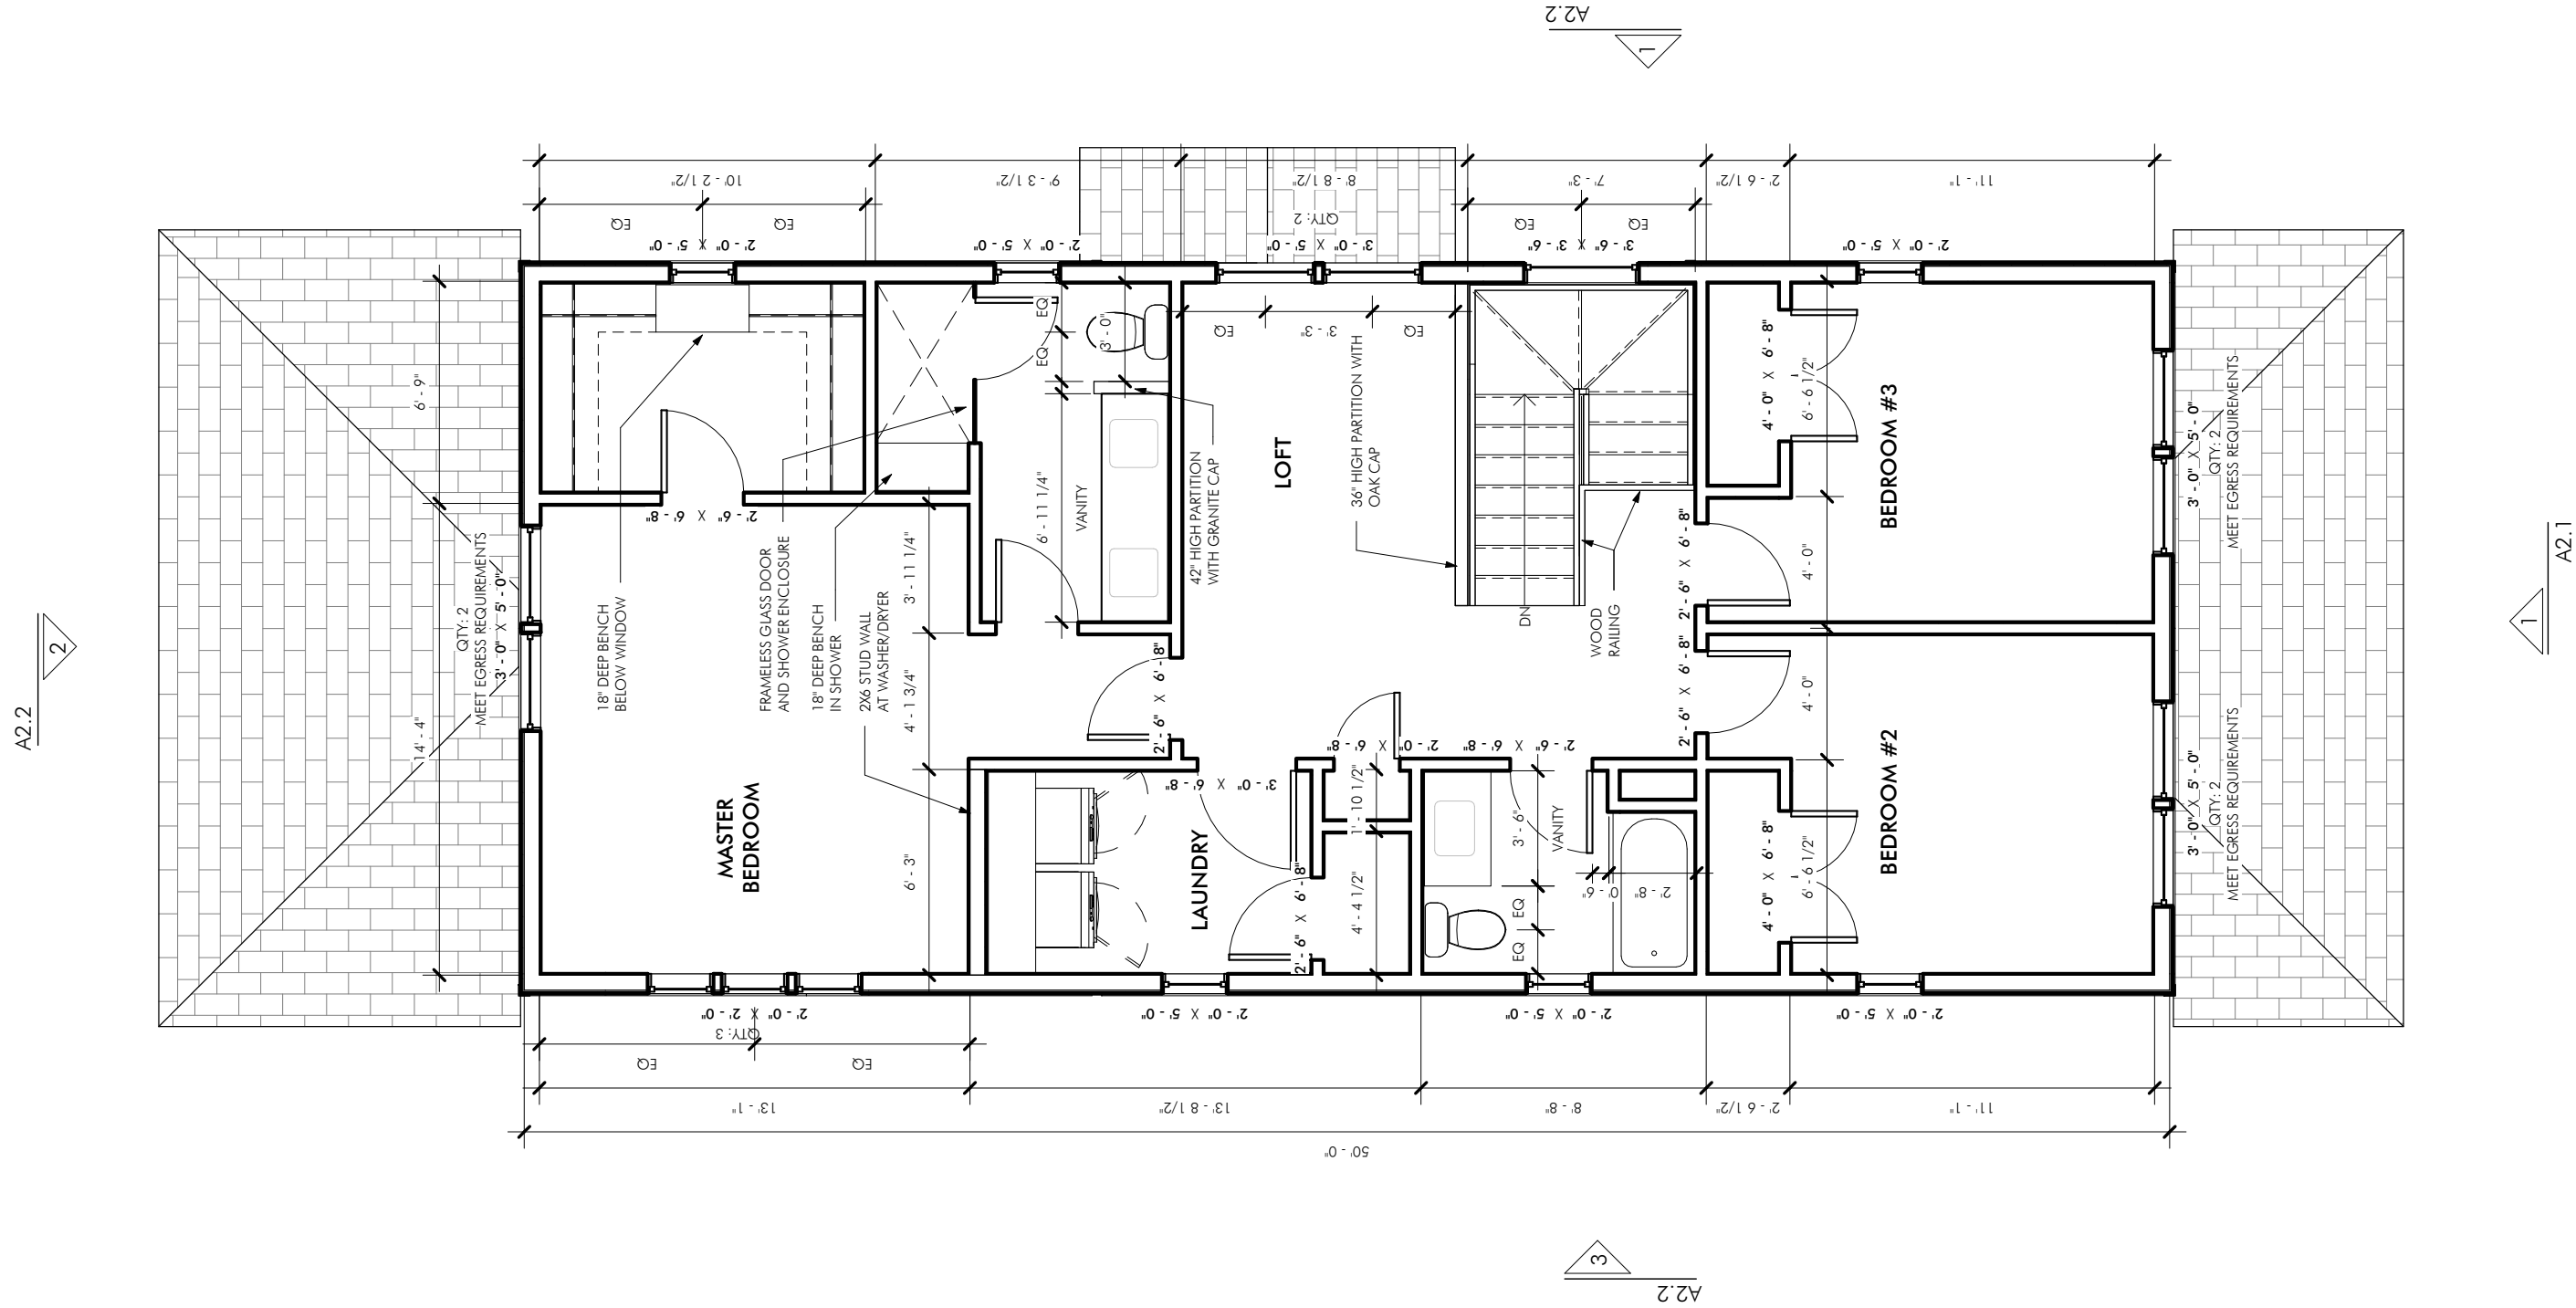 A2.2
1
10' - 2 1/2"
9' - 3 1/2"
8' - 8 1/2"
7' - 3"
2' - 6 1/2"
11' - 1"
EQ
EQ
QTY: 2
EQ
EQ
2' - 0" X 5' - 0"
2' - 0" X 5' - 0"
3' - 0" X 5' - 0"
3' - 6" X 3' - 6"
2' - 0" X 5' - 0"
A2.2
2
6' - 9"
14' - 4"
QTY: 2
MEET EGRESS REQUIREMENTS
3' - 0" X 5' - 0"
2' - 6" X 6' - 8"
18" DEEP BENCH
BELOW WINDOW
FRAMELESS GLASS DOOR
AND SHOWER ENCLOSURE
18" DEEP BENCH
IN SHOWER
2X6 STUD WALL
AT WASHER/DRYER
3' - 11 1/4"
4' - 1 3/4"
6' - 3"
MASTER
BEDROOM
EQ
EQ
3' - 0"
6' - 11 1/4"
VANITY
42" HIGH PARTITION
WITH GRANITE CAP
2' - 6" X 6' - 8"
EQ
3' - 3"
EQ
LOFT
36" HIGH PARTITION WITH
OAK CAP
DN
WOOD
RAILING
2' - 6" X 6' - 8"
2' - 6" X 6' - 8"
4' - 0" X 6' - 8"
6' - 6 1/2"
4' - 0"
BEDROOM #3
4' - 0"
BEDROOM #2
4' - 0" X 6' - 8"
6' - 6 1/2"
3' - 0" X 5' - 0"
QTY: 2
MEET EGRESS REQUIREMENTS
3' - 0" X 5' - 0"
QTY: 2
MEET EGRESS REQUIREMENTS
1
A2.1
2' - 0" X 6' - 8"
2' - 6" X 6' - 8"
3' - 0" X 6' - 8"
LAUNDRY
2' - 6" X 6' - 8"
1' - 10 1/2"
4' - 4 1/2"
3' - 6"
VANITY
EQ
EQ
0' - 6"
2' - 8"
2' - 0" X 2' - 0"
QTY: 3
2' - 0" X 5' - 0"
2' - 0" X 5' - 0"
2' - 0" X 5' - 0"
EQ
EQ
13' - 1"
13' - 8 1/2"
8' - 8"
2' - 6 1/2"
11' - 1"
50' - 0"
3
A2.2